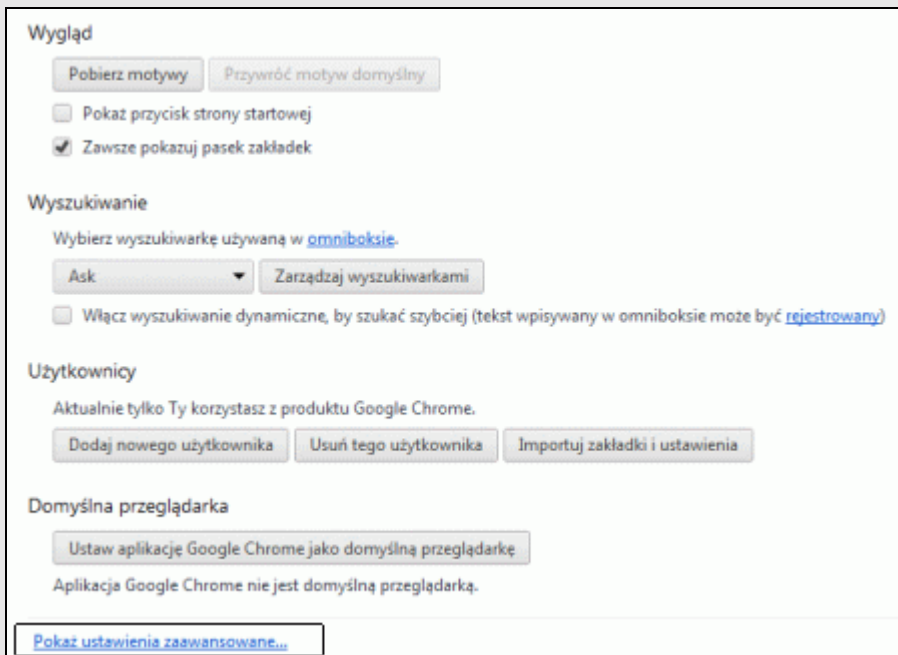 Wygląd
Pobierz motywy Przywróć motyw domyślny
Pokaż przycisk strony startowej
Zawsze pokazuj pasek zakładek
Wyszukiwanie
Wybierz wyszukiwarkę używaną w omniboksie.
Ask Zarządzaj wyszukiwarkami
Włącz wyszukiwanie dynamiczne, by szukać szybciej (tekst wpisywany w omniboksie może być rejestrowany)
Użytkownicy
Aktualnie tylko Ty korzystasz z produktu Google Chrome.
Dodaj nowego użytkownika Usuń tego użytkownika Importuj zakładki i ustawienia
Domyślna przeglądarka
Ustaw aplikację Google Chrome jako domyślną przeglądarkę
Aplikacja Google Chrome nie jest domyślną przeglądarką.
Pokaż ustawienia zaawansowane...